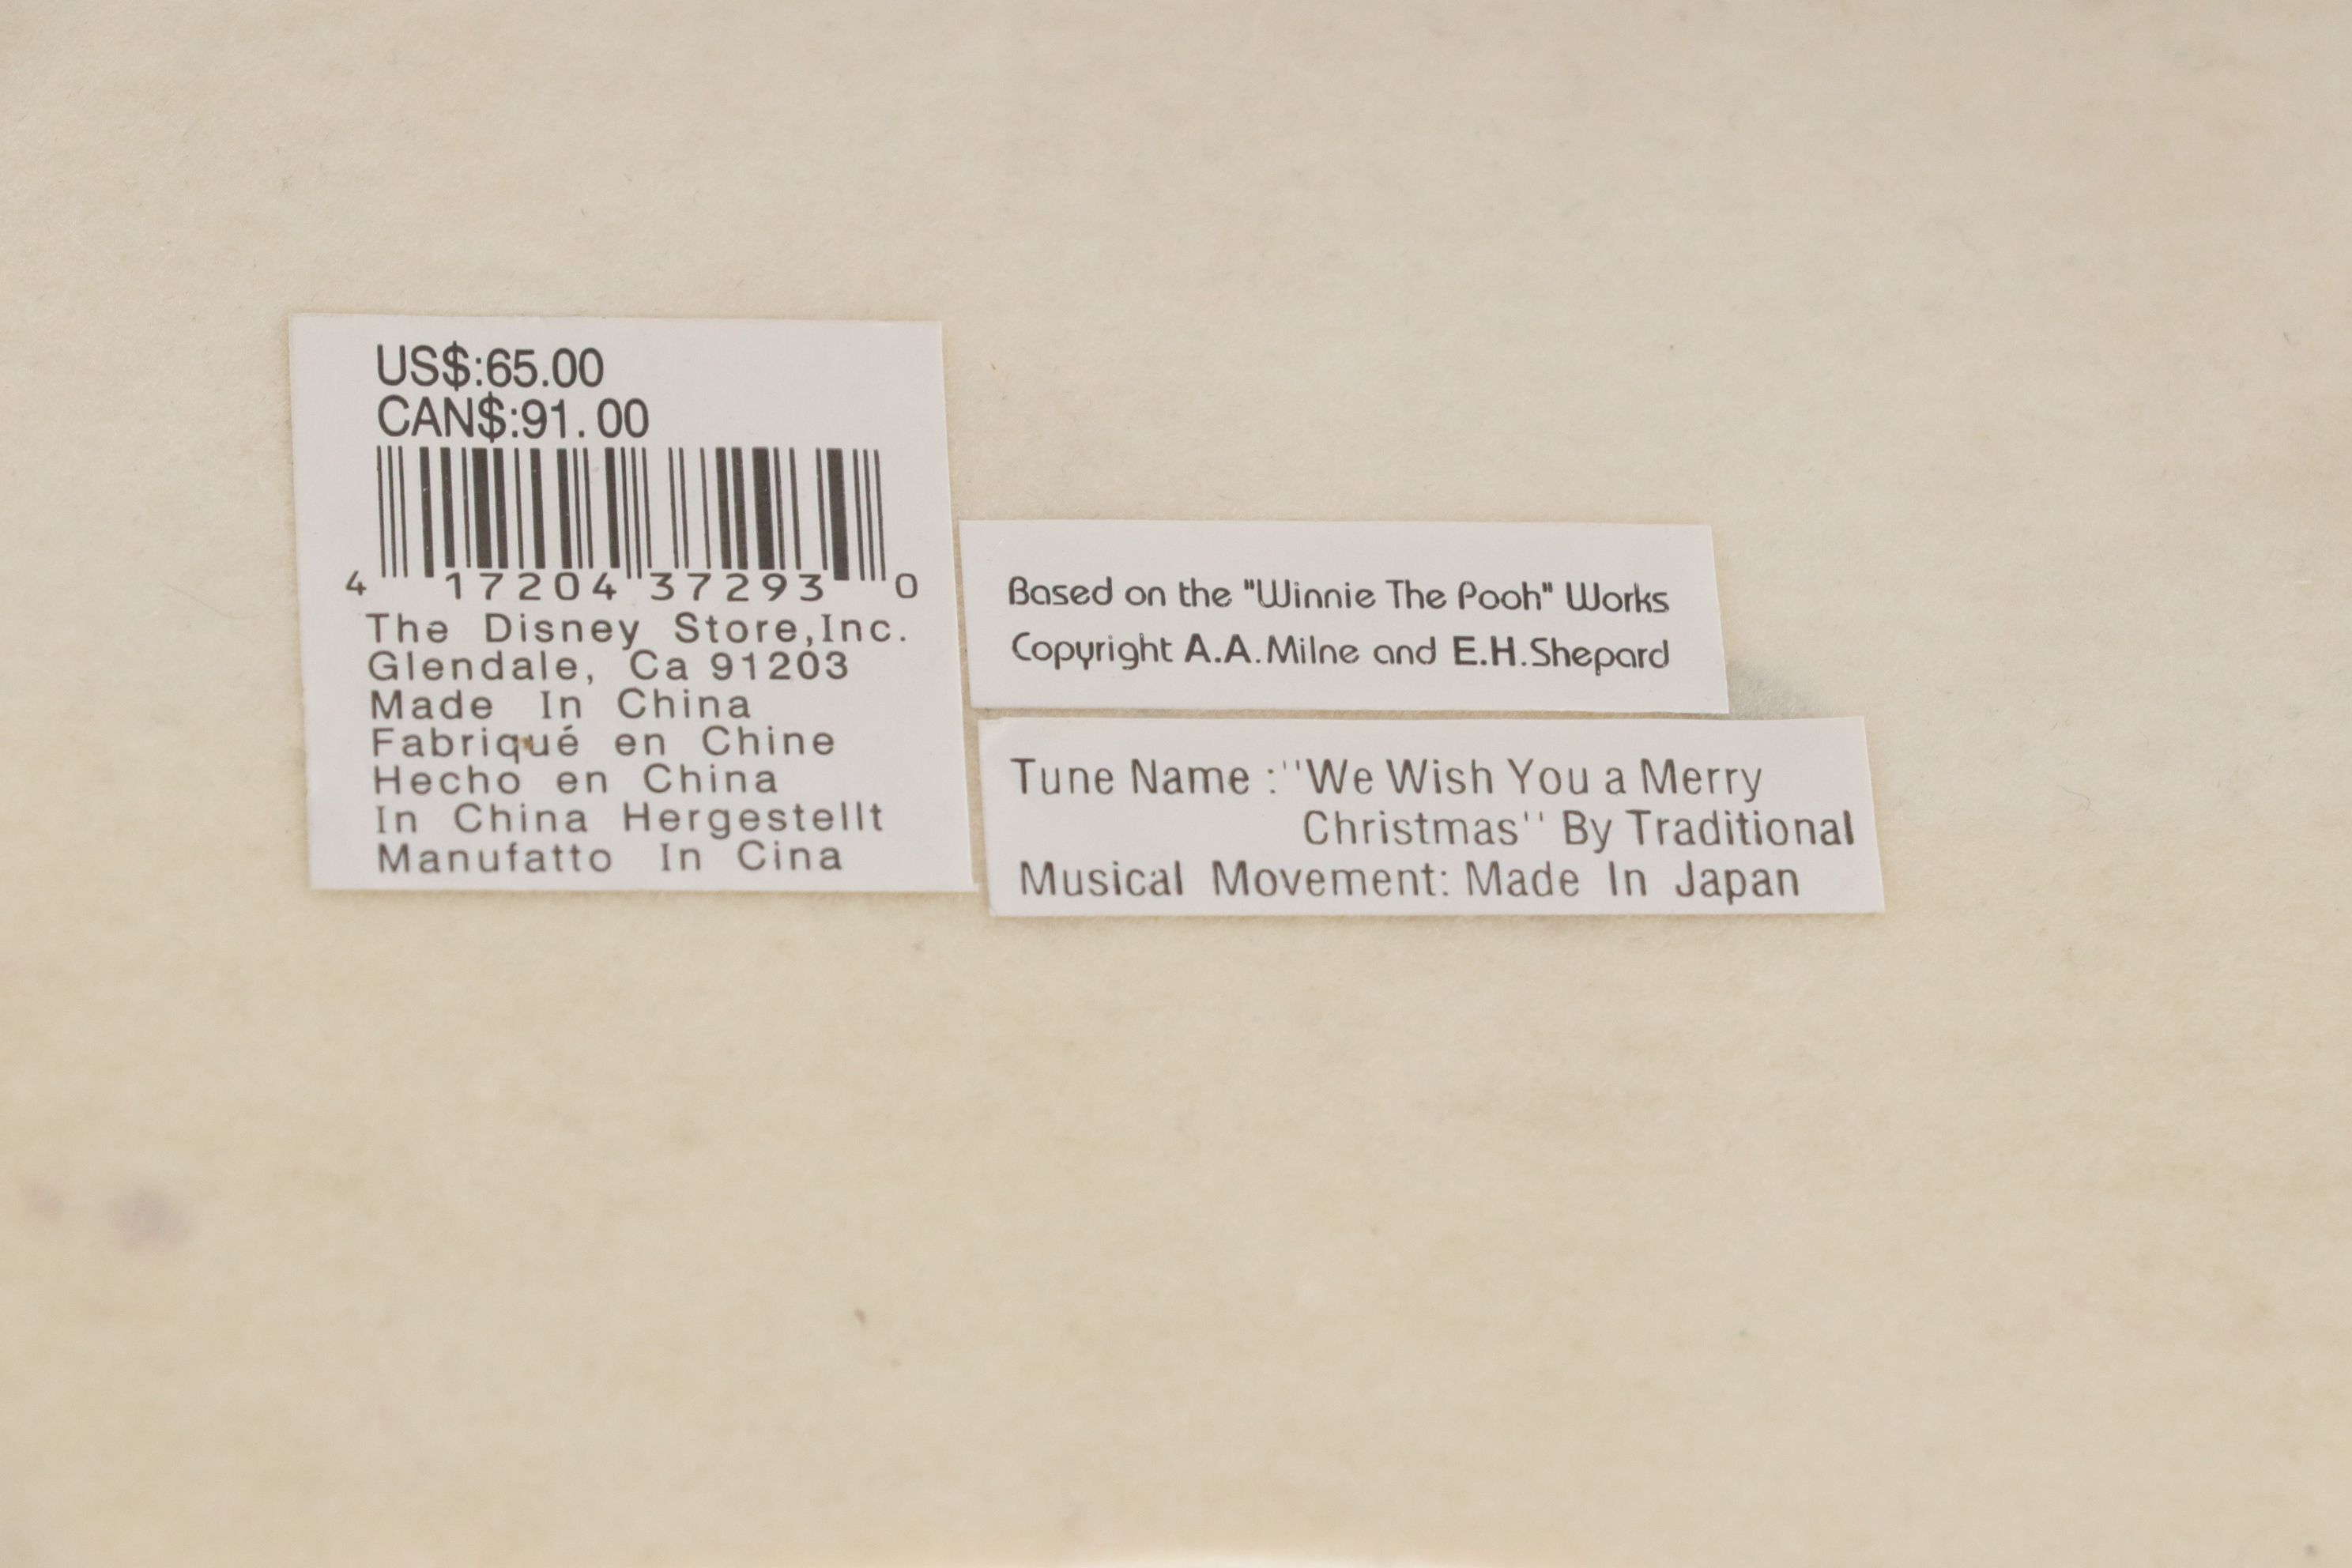 US$:65.00
CAN$:91.00
4 17204 37293 0
The Disney Store,Inc.
Glendale, Ca 91203
Made In China
Fabriqué en Chine
Hecho en China
In China Hergestellt
Manufatto In Cina
Based on the "Winnie The Pooh" Works
Copyright A.A.Milne and E.H.Shepard
Tune Name :"We Wish You a Merry
Christmas" By Traditional
Musical Movement: Made In Japan